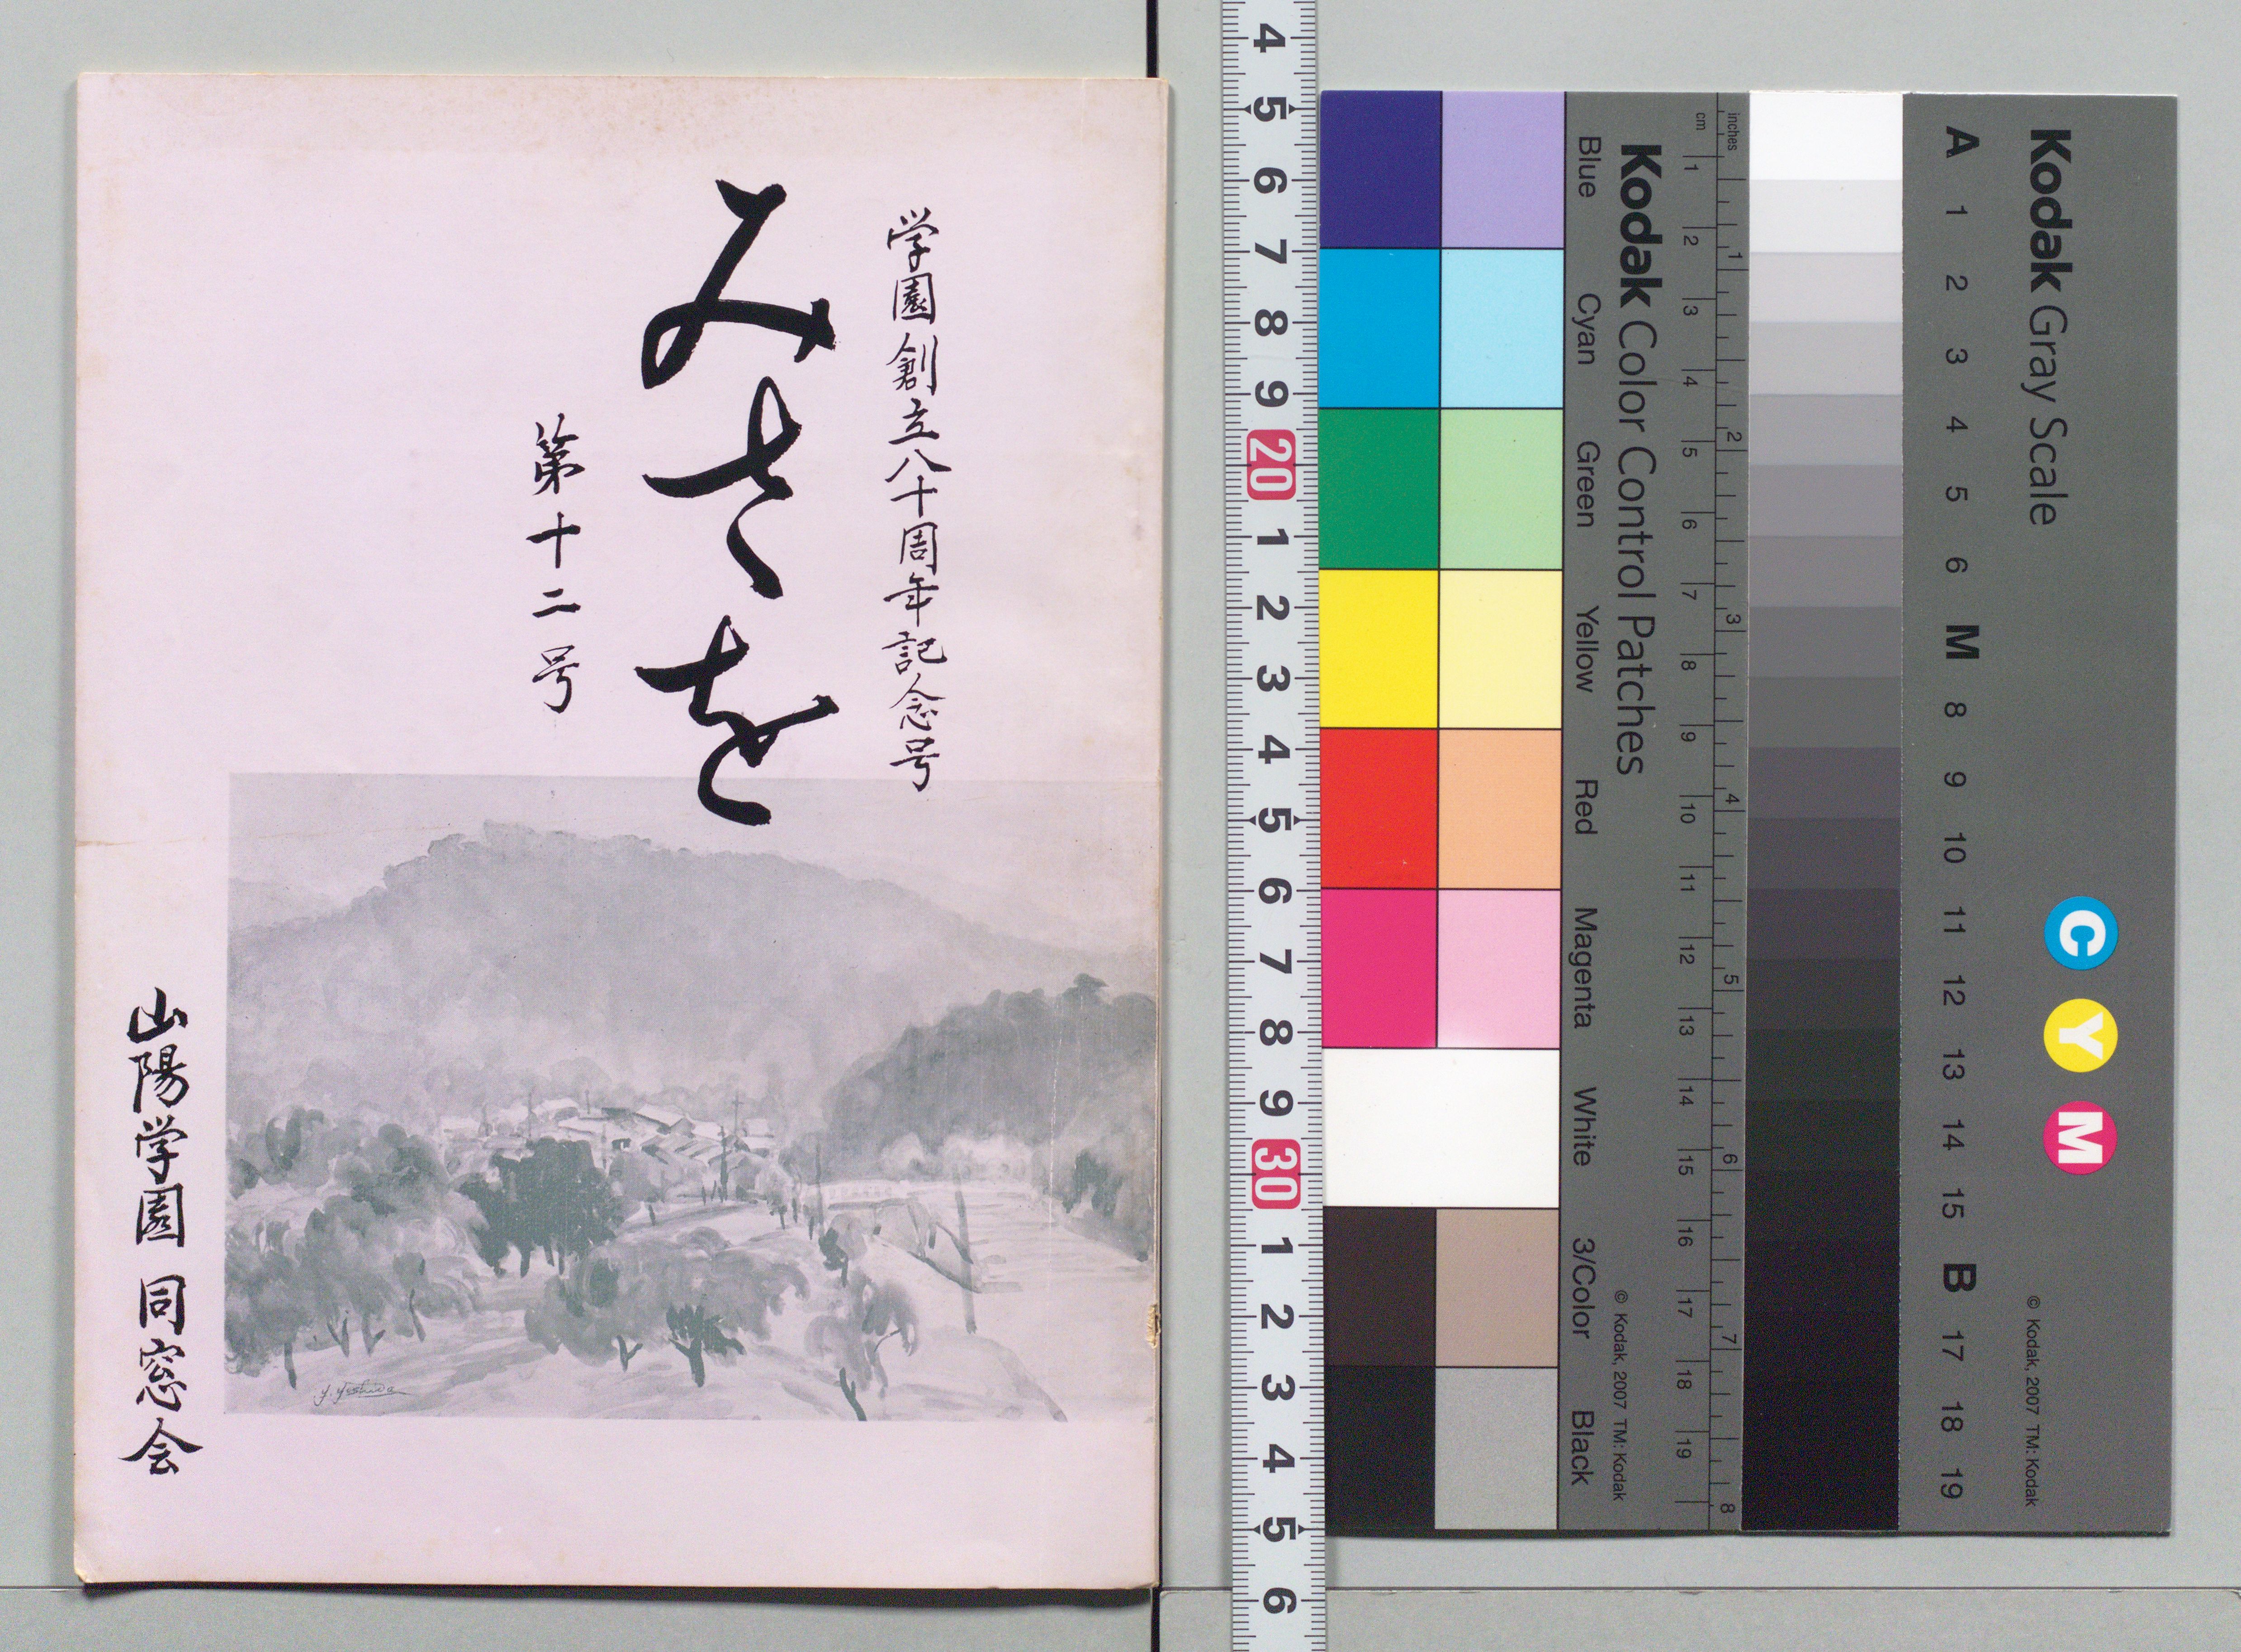 学園創立八十周年記念号
みさを
第十二号
山陽学園 同窓会
Y. Yoshida
4 5 6 7 8 9 20 1 2 3 4 5 6 7 8 9 30 1 2 3 4 5 6
Kodak Color Control Patches
© Kodak, 2007 TM: Kodak
Blue Cyan Green Yellow Red Magenta White 3/Color Black
inches 1 2 3 4 5 6 7 8
cm 1 2 3 4 5 6 7 8 9 10 11 12 13 14 15 16 17 18 19
Kodak Gray Scale
C Y M
© Kodak, 2007 TM: Kodak
A 1 2 3 4 5 6 M 8 9 10 11 12 13 14 15 B 17 18 19